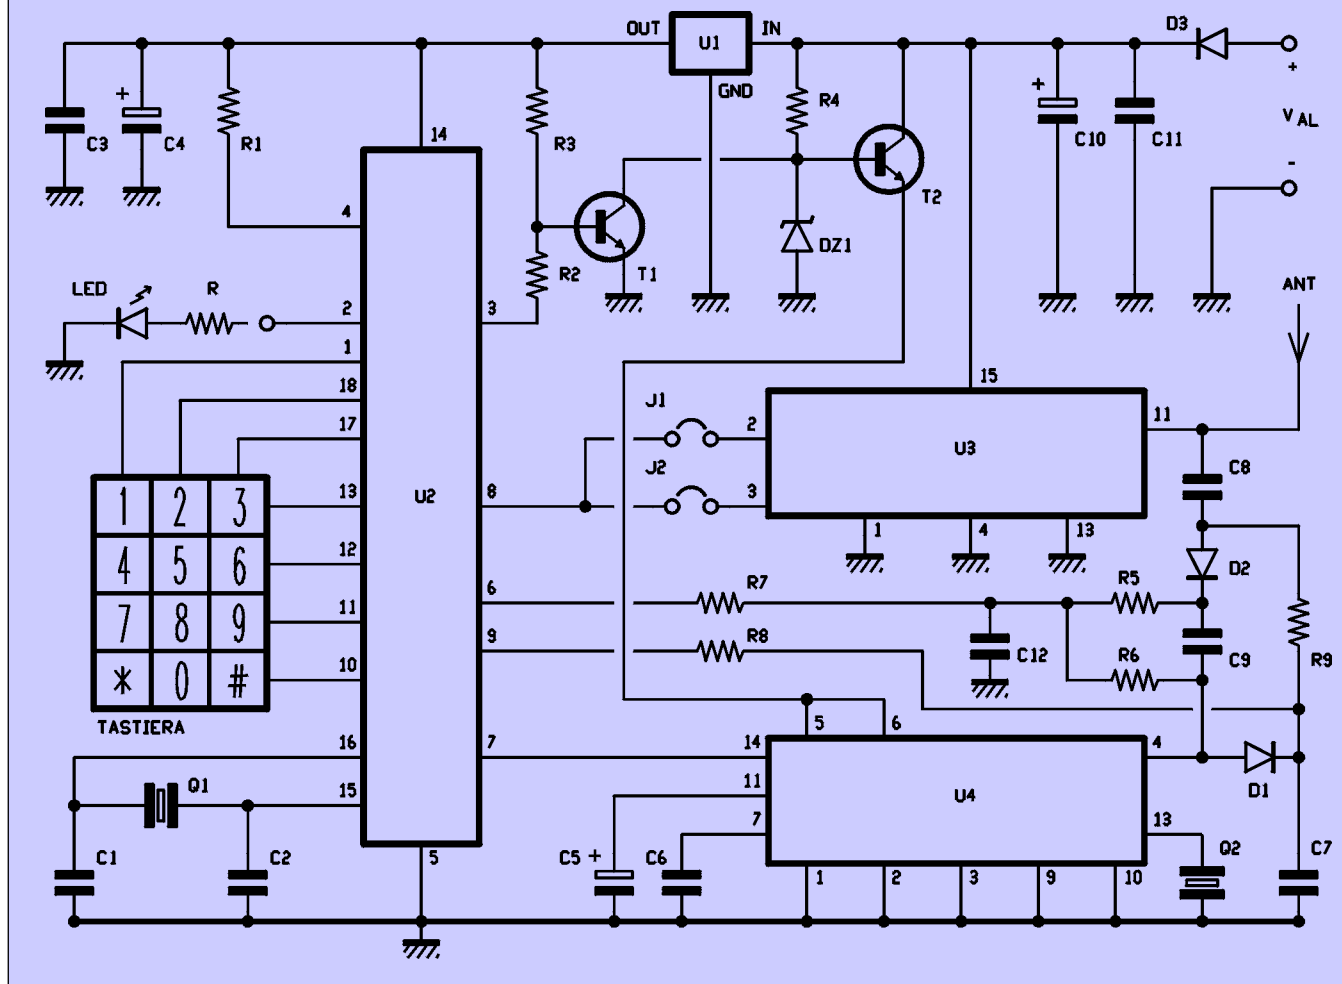 OUT U1 IN D3
+
GND
+ C3 C4 R1 14 R3 R4 + C10 C11 V AL
-
4 T2
R2 T1 DZ1
LED R 2 3 ANT
1
18 J1 15
17 2 11
U3
J2 C8
1 2 3 13 U2 8 3
1 4 13
4 5 6 12 6 R7 R5 D2
7 8 9 11 9 R8 C12 R6 C9 R9
* 0 # 10
TASTIERA 5 6
16 7 14 4
Q1 15 11 U4 D1
7 13
C1 C2 5 C5 + C6 Q2 C7
1 2 3 9 10